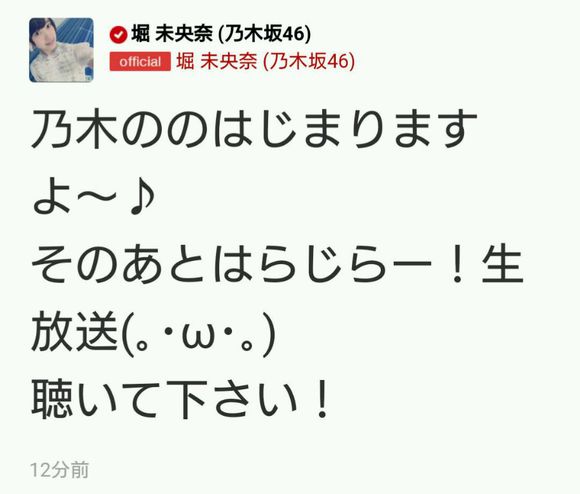 堀 未央奈 (乃木坂46)
official 堀 未央奈 (乃木坂46)
乃木ののはじまります
よ〜♪
そのあとはらじらー！生
放送(｡･ω･｡)
聴いて下さい！
12分前